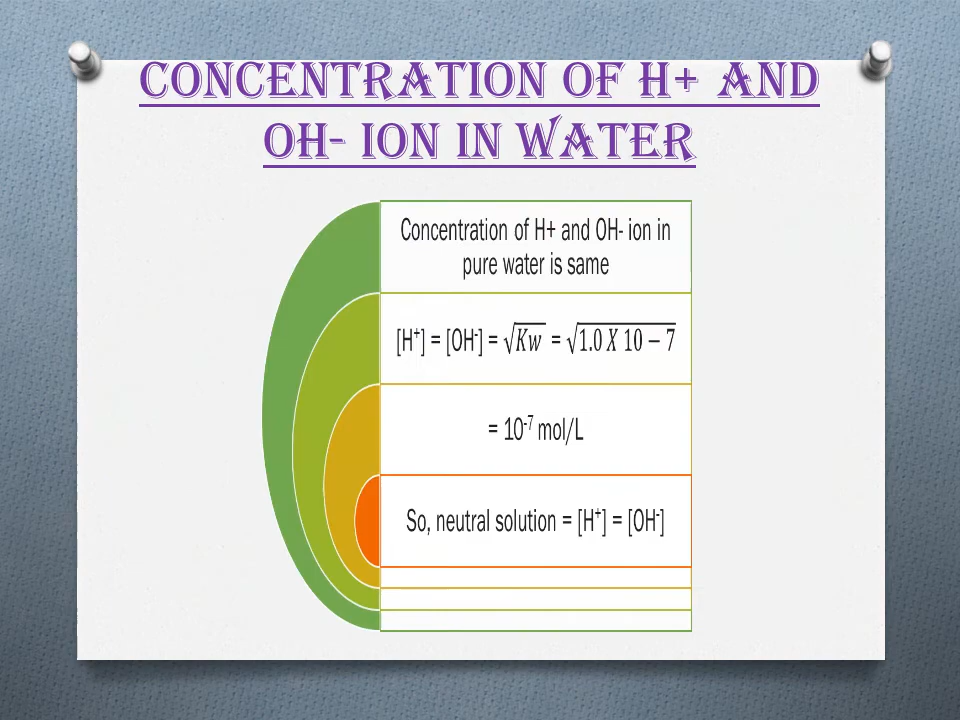 CONCENTRATION OF H+ AND
OH- ION IN WATER
Concentration of H+ and OH- ion in
pure water is same
[H⁺] = [OH⁻] = √Kw = √1.0 X 10 − 7
= 10⁻⁷ mol/L
So, neutral solution = [H⁺] = [OH⁻]